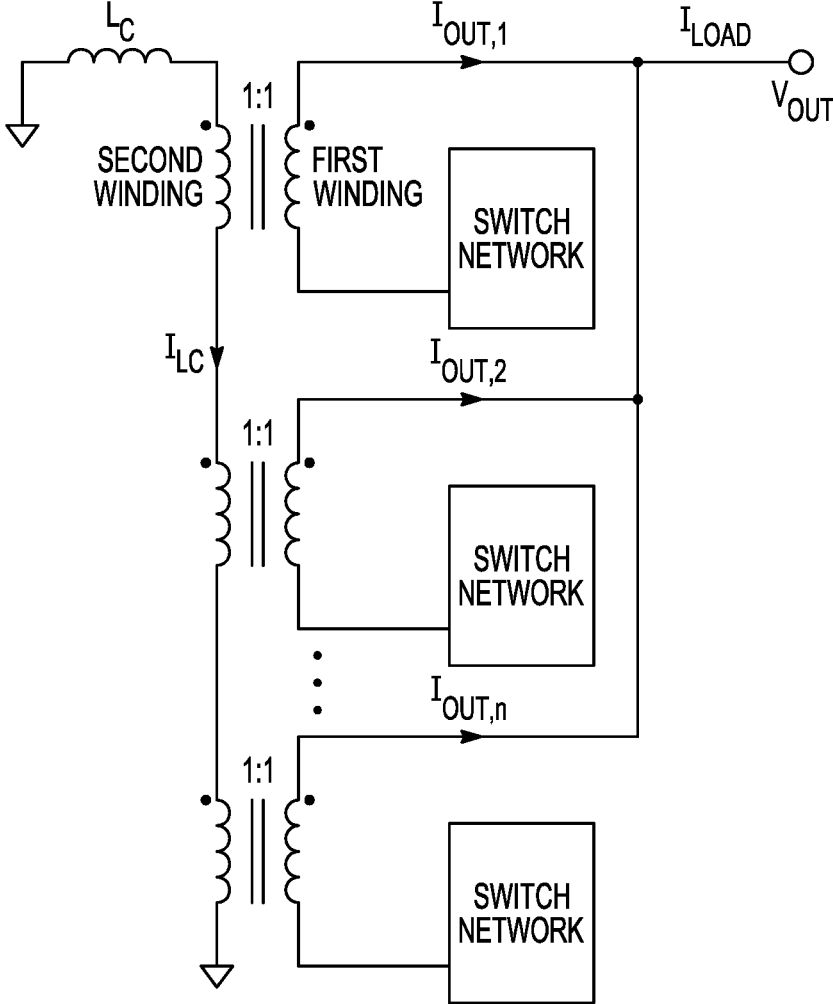 L_C
I_OUT,1
I_LOAD
V_OUT
1:1
SECOND
WINDING
FIRST
WINDING
SWITCH
NETWORK
I_LC
I_OUT,2
1:1
SWITCH
NETWORK
I_OUT,n
1:1
SWITCH
NETWORK